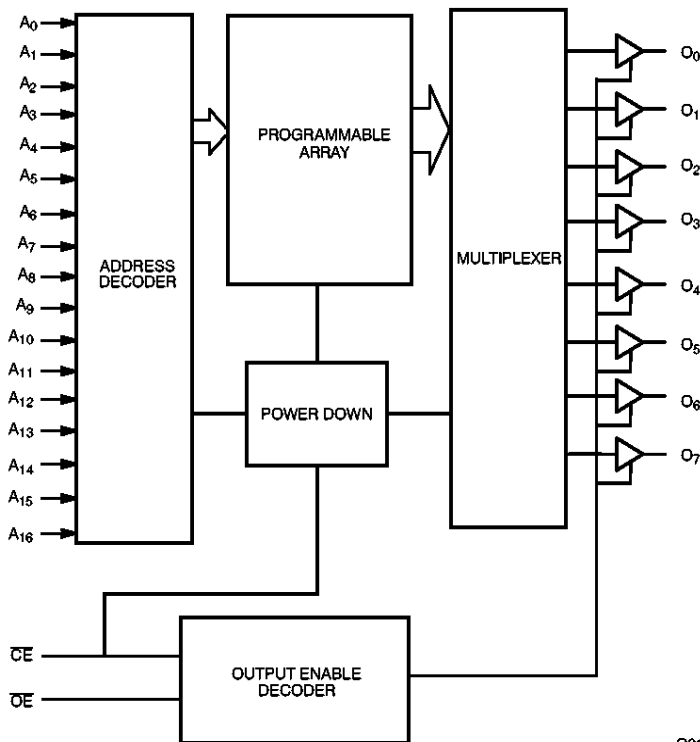 A0
A1
A2
A3
A4
A5
A6
A7
A8
A9
A10
A11
A12
A13
A14
A15
A16
ADDRESS
DECODER
PROGRAMMABLE
ARRAY
MULTIPLEXER
POWER DOWN
O0
O1
O2
O3
O4
O5
O6
O7
CE
OE
OUTPUT ENABLE
DECODER